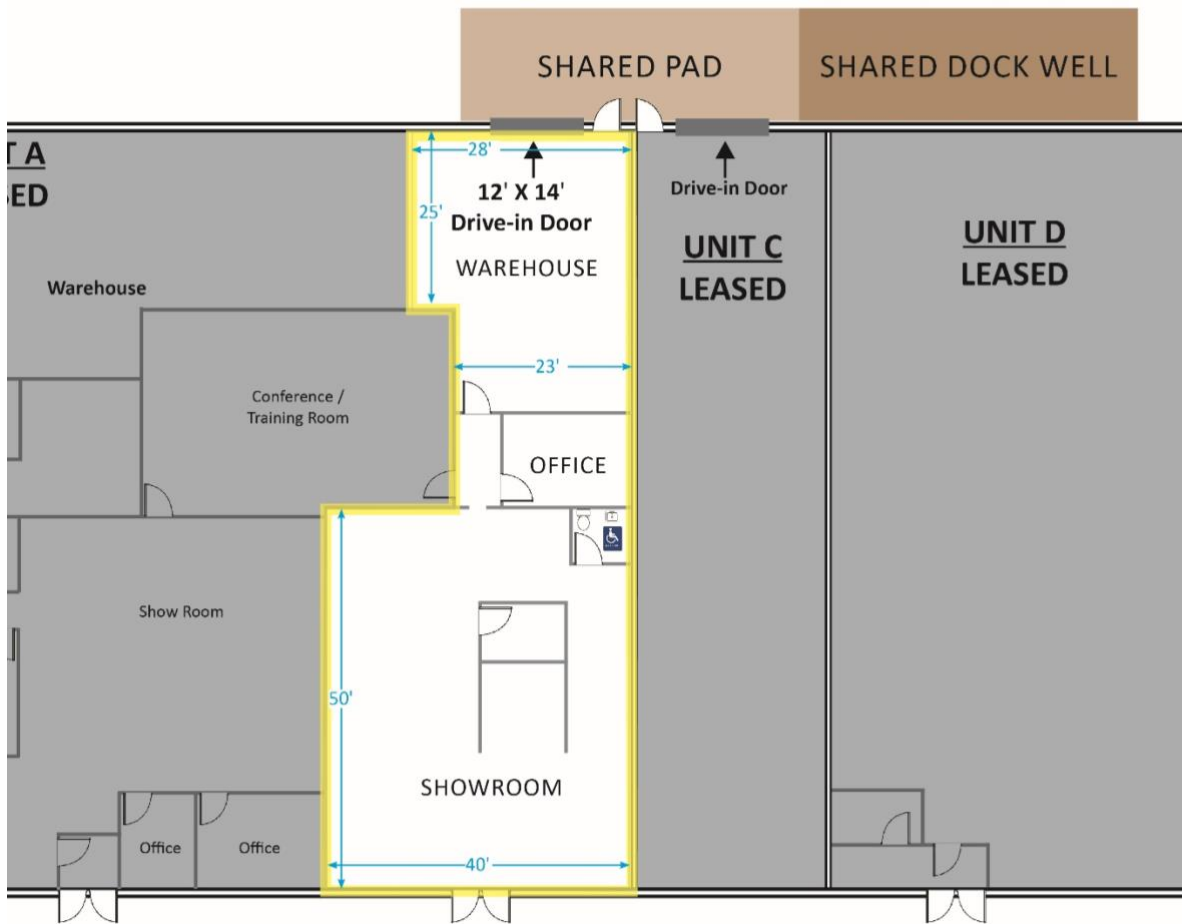 SHARED PAD
SHARED DOCK WELL
T A
ED
28'
12' X 14'
Drive-in Door
25'
WAREHOUSE
Drive-in Door
UNIT C
LEASED
UNIT D
LEASED
Warehouse
23'
Conference /
Training Room
OFFICE
Show Room
50'
SHOWROOM
Office
Office
40'